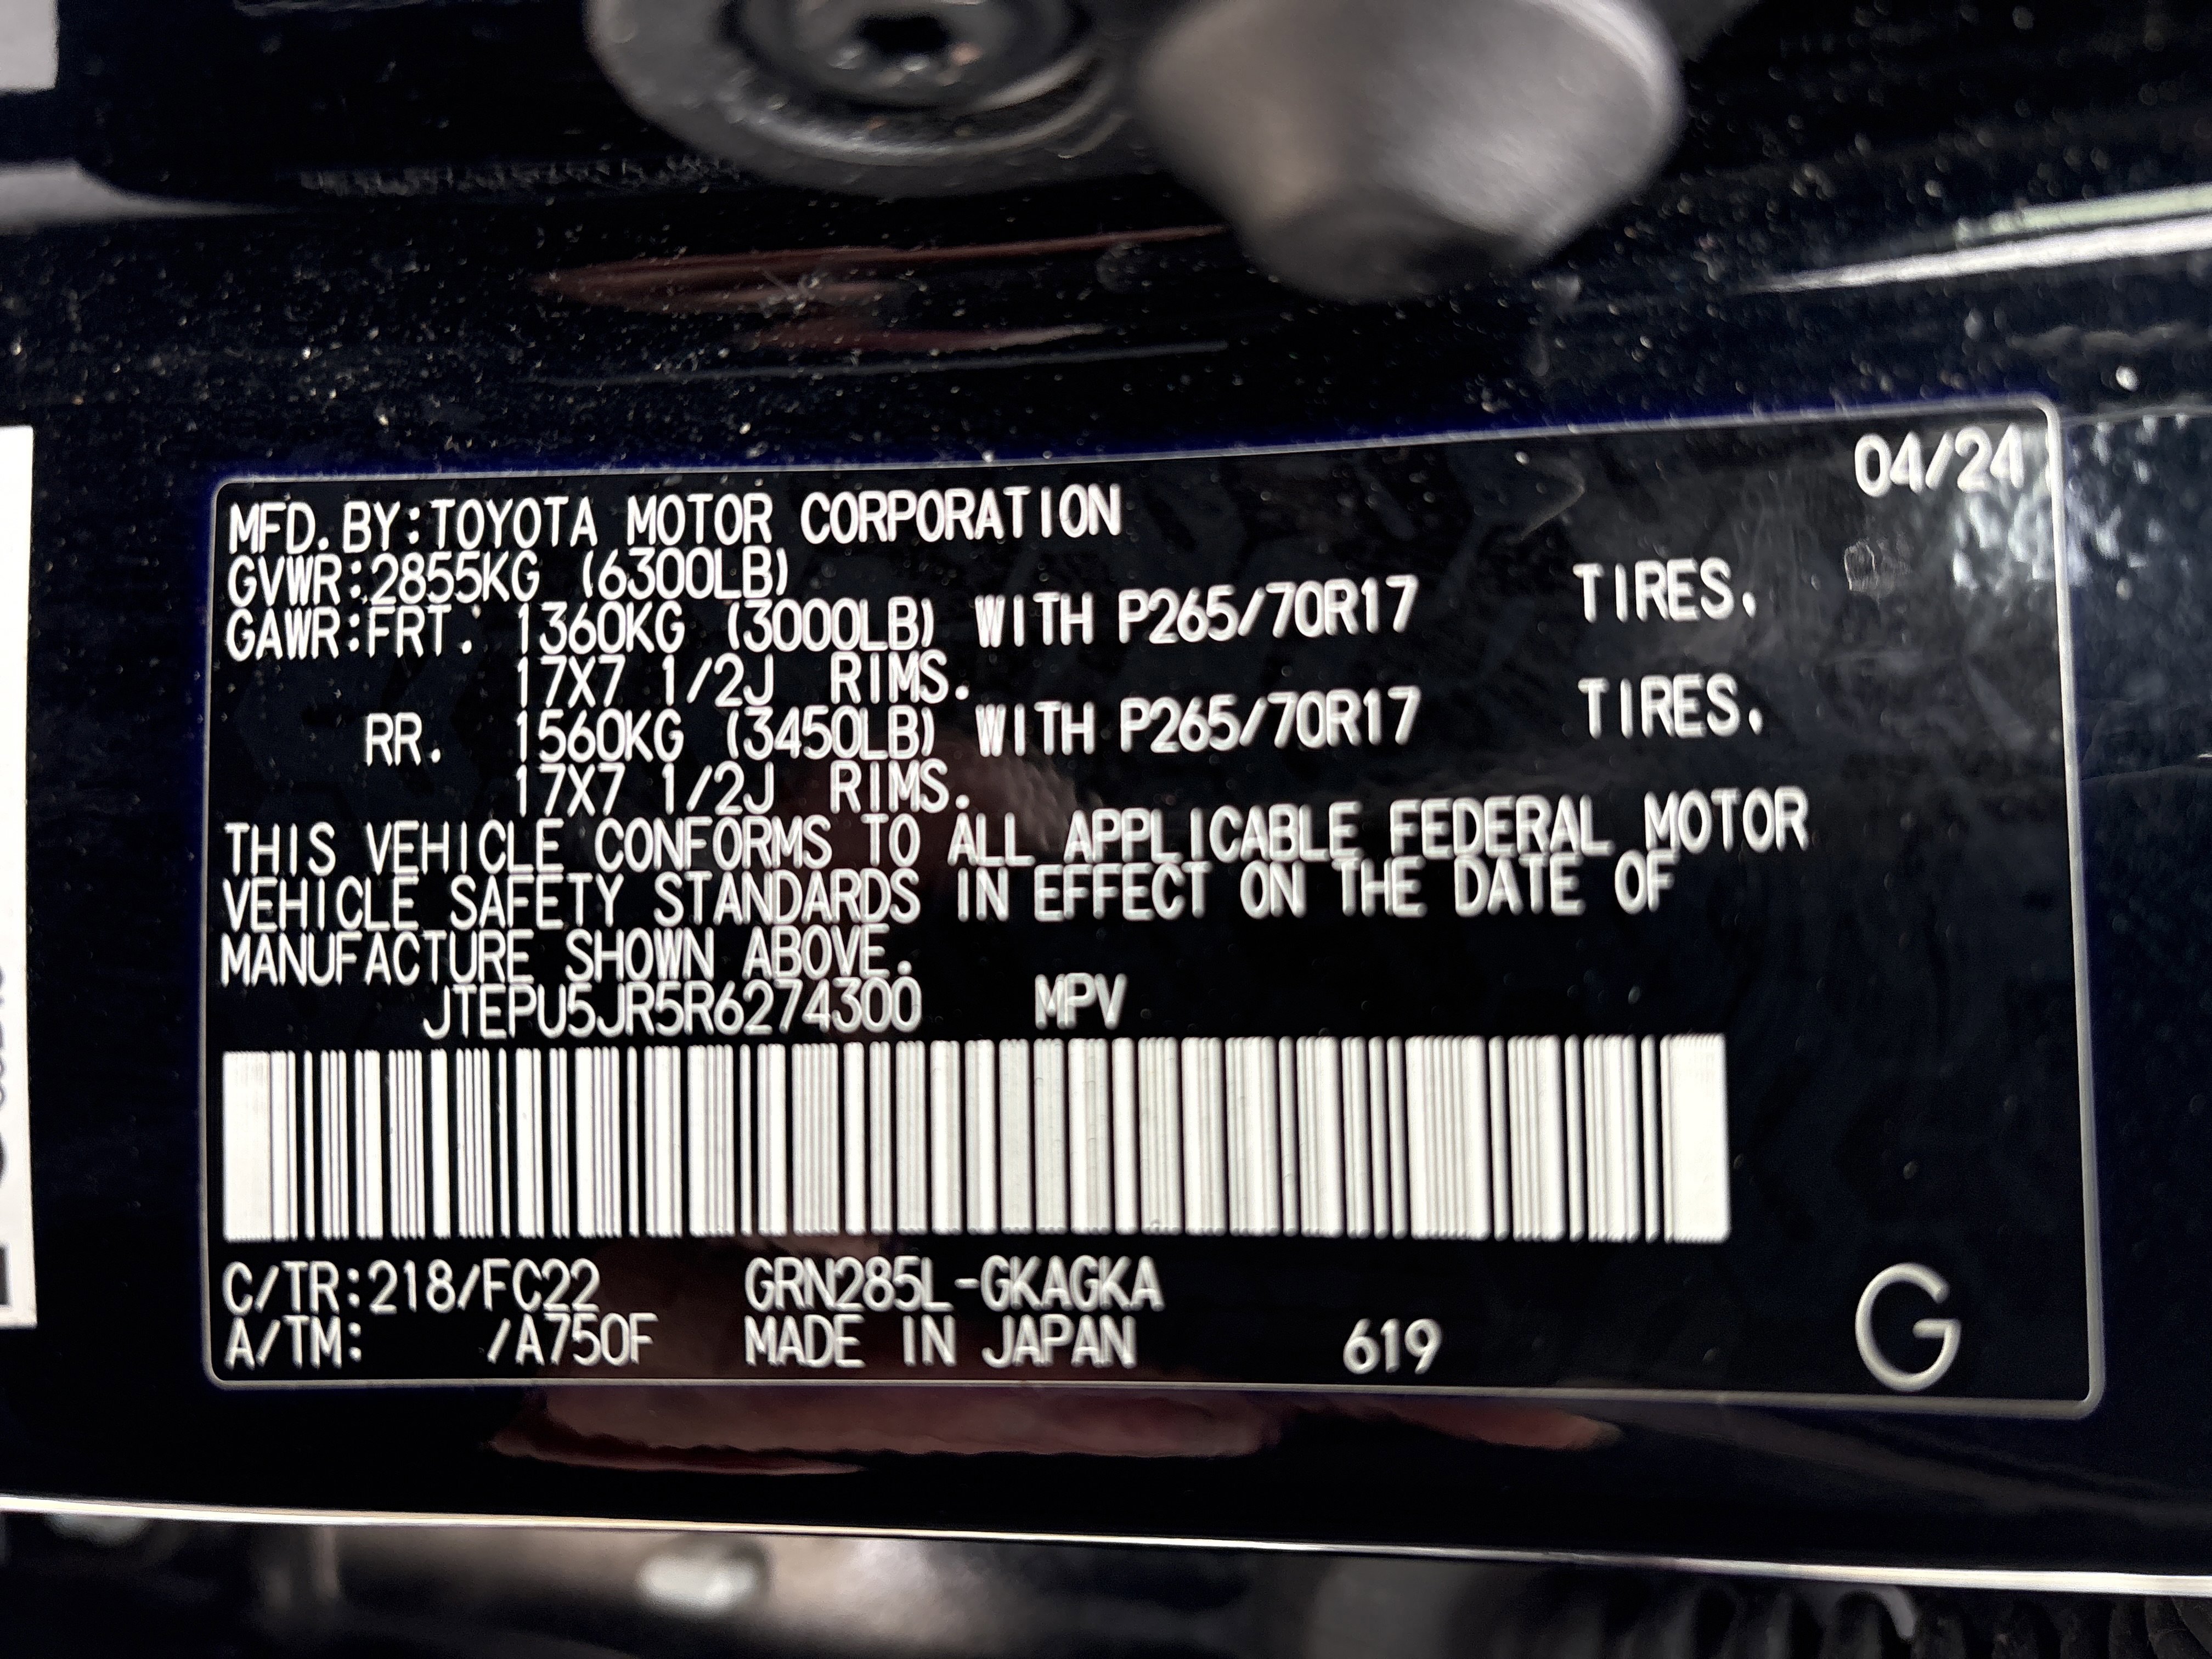 04/24
MFD.BY:TOYOTA MOTOR CORPORATION
GVWR:2855KG (6300LB)
GAWR:FRT. 1360KG (3000LB) WITH P265/70R17 TIRES.
17X7 1/2J RIMS.
RR. 1560KG (3450LB) WITH P265/70R17 TIRES.
17X7 1/2J RIMS.
THIS VEHICLE CONFORMS TO ALL APPLICABLE FEDERAL MOTOR
VEHICLE SAFETY STANDARDS IN EFFECT ON THE DATE OF
MANUFACTURE SHOWN ABOVE.
JTEPU5JR5R6274300 MPV
C/TR:218/FC22 GRN285L-GKAGKA
A/TM: /A750F MADE IN JAPAN 619 G